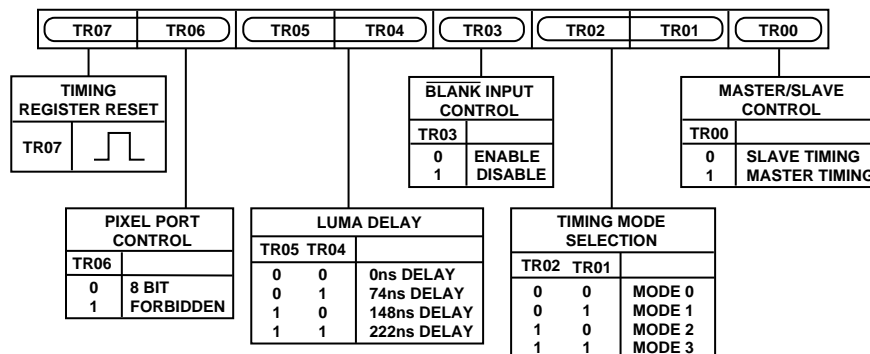 TR07 TR06 TR05 TR04 TR03 TR02 TR01 TR00
TIMING
REGISTER RESET
TR07
BLANK INPUT
CONTROL
TR03
0 ENABLE
1 DISABLE
MASTER/SLAVE
CONTROL
TR00
0 SLAVE TIMING
1 MASTER TIMING
PIXEL PORT
CONTROL
TR06
0 8 BIT
1 FORBIDDEN
LUMA DELAY
TR05 TR04
0 0 0ns DELAY
0 1 74ns DELAY
1 0 148ns DELAY
1 1 222ns DELAY
TIMING MODE
SELECTION
TR02 TR01
0 0 MODE 0
0 1 MODE 1
1 0 MODE 2
1 1 MODE 3